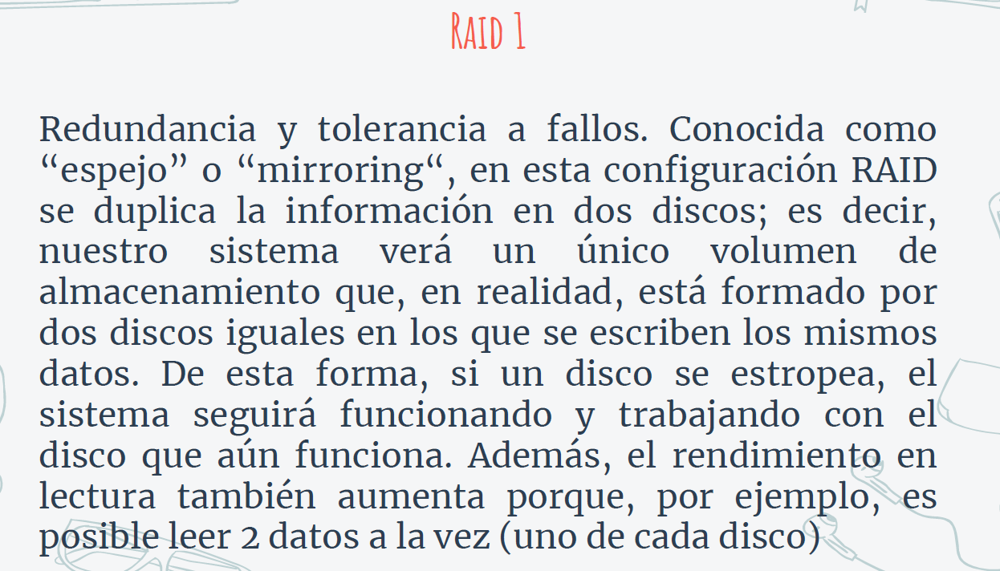 Raid 1
Redundancia y tolerancia a fallos. Conocida como
“espejo” o “mirroring“, en esta configuración RAID
se duplica la información en dos discos; es decir,
nuestro sistema verá un único volumen de
almacenamiento que, en realidad, está formado por
dos discos iguales en los que se escriben los mismos
datos. De esta forma, si un disco se estropea, el
sistema seguirá funcionando y trabajando con el
disco que aún funciona. Además, el rendimiento en
lectura también aumenta porque, por ejemplo, es
posible leer 2 datos a la vez (uno de cada disco)